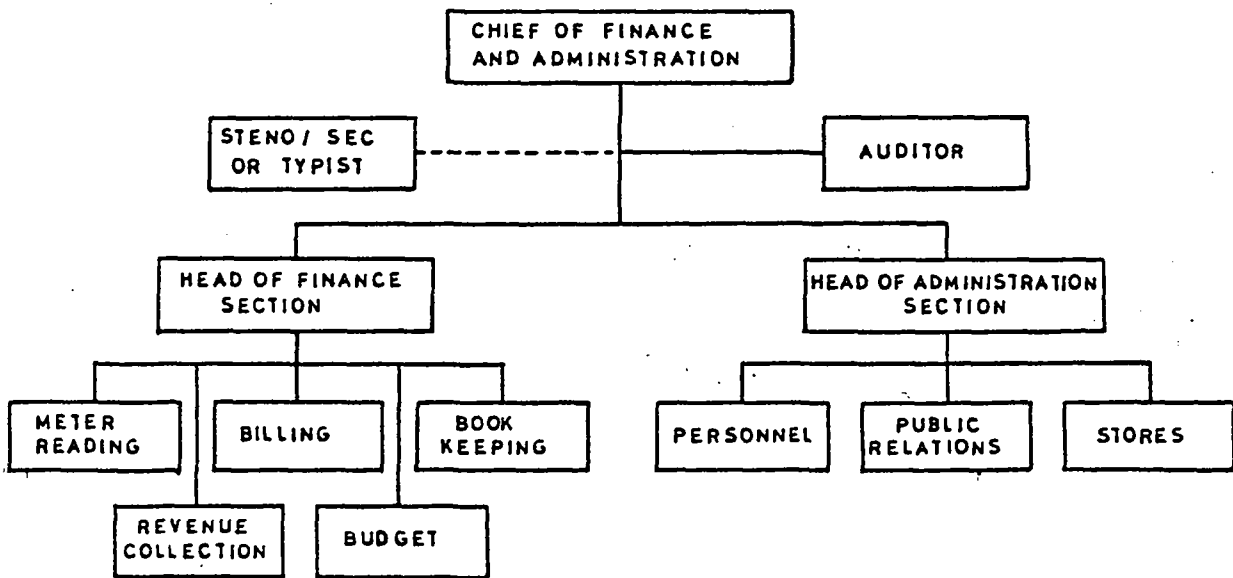 CHIEF OF FINANCE
AND ADMINISTRATION
STENO/ SEC
OR TYPIST
AUDITOR
HEAD OF FINANCE
SECTION
HEAD OF ADMINISTRATION
SECTION
METER
READING
BILLING
BOOK
KEEPING
PERSONNEL
PUBLIC
RELATIONS
STORES
REVENUE
COLLECTION
BUDGET